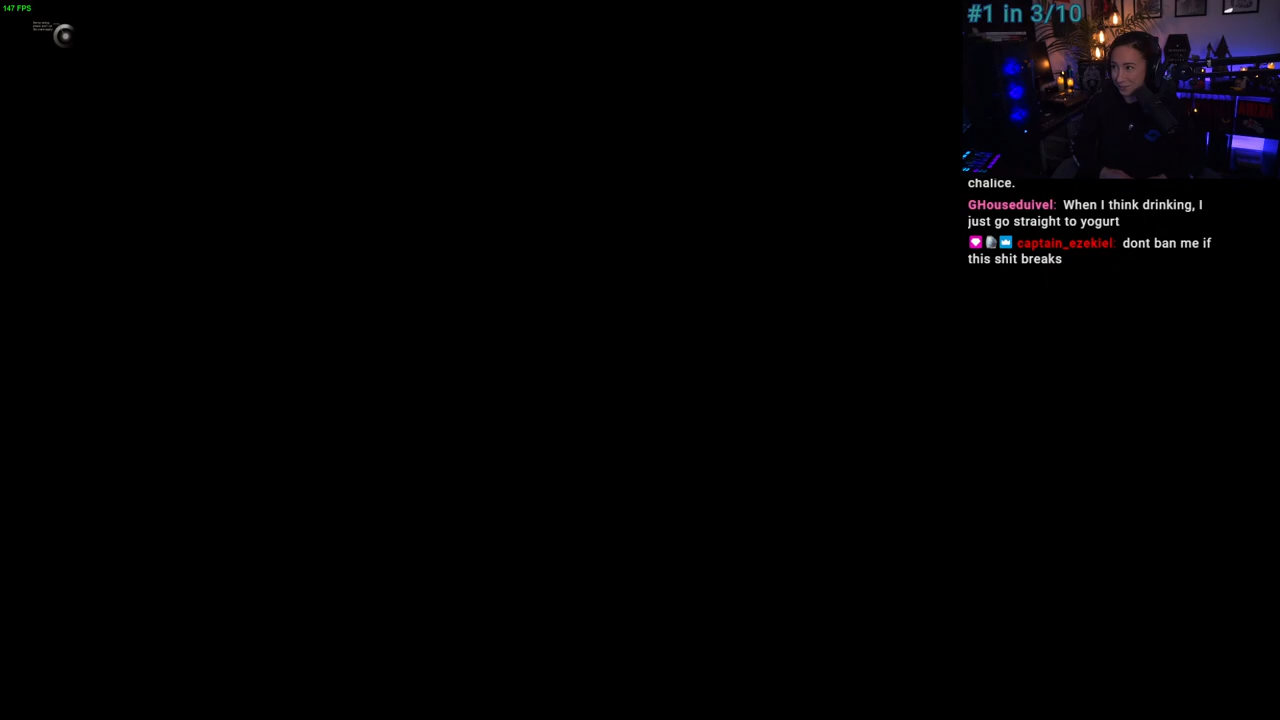 147 FPS
#1 in 3/10
chalice.
GHouseduivel: When I think drinking, I
just go straight to yogurt
captain_ezekiel: dont ban me if
this shit breaks